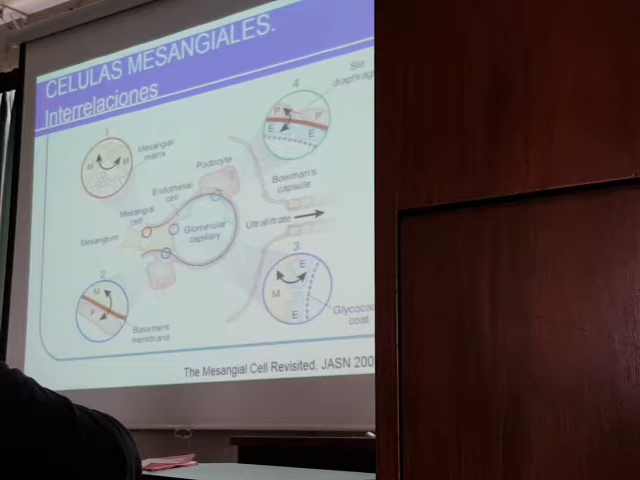 CELULAS MESANGIALES.
Interrelaciones
1
M
M
Mesangial
matrix
4
Slit
P
P
E
E
Podocyte
Bowman's
capsule
Endothelial
cell
Mesangial
cell
Mesangium
Glomerular
capillary
Ultrafiltrate
2
M
P
Basement
membrane
3
E
M
E
coat
The Mesangial Cell Revisited, JASN